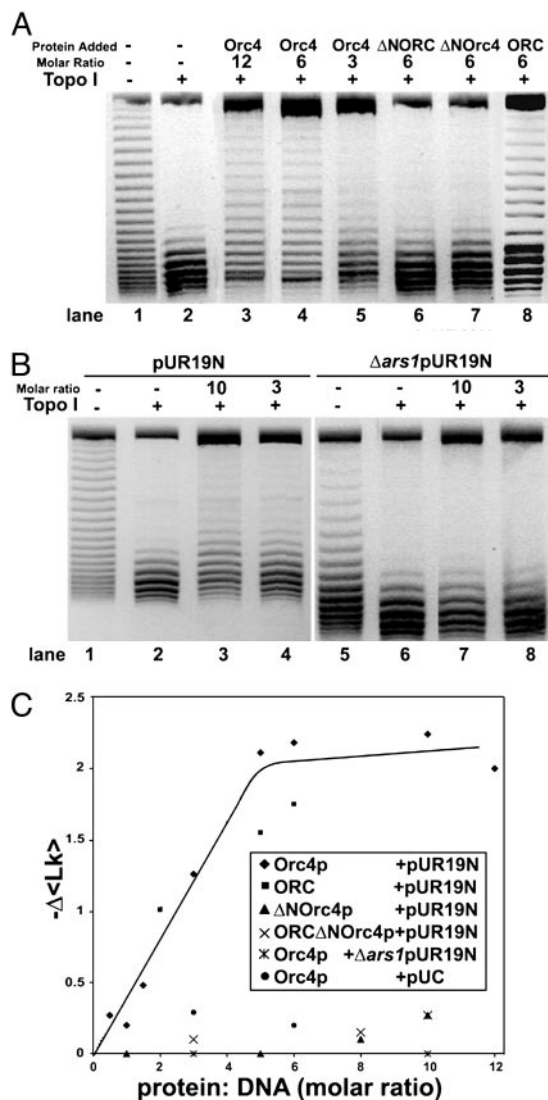 A
Protein Added - - Orc4 Orc4 Orc4 ΔNORC ΔNOrc4 ORC
Molar Ratio - - 12 6 3 6 6 6
Topo I - + + + + + + +
lane 1 2 3 4 5 6 7 8
B
pUR19N Δars1pUR19N
Molar ratio - - 10 3 - - 10 3
Topo I - + + + - + + +
lane 1 2 3 4 5 6 7 8
C
-Δ<Lk>
2.5
2
1.5
1
0.5
0
Orc4p +pUR19N
ORC +pUR19N
ΔNOrc4p +pUR19N
ORCΔNOrc4p+pUR19N
Orc4p +Δars1pUR19N
Orc4p +pUC
0 2 4 6 8 10 12
protein: DNA (molar ratio)